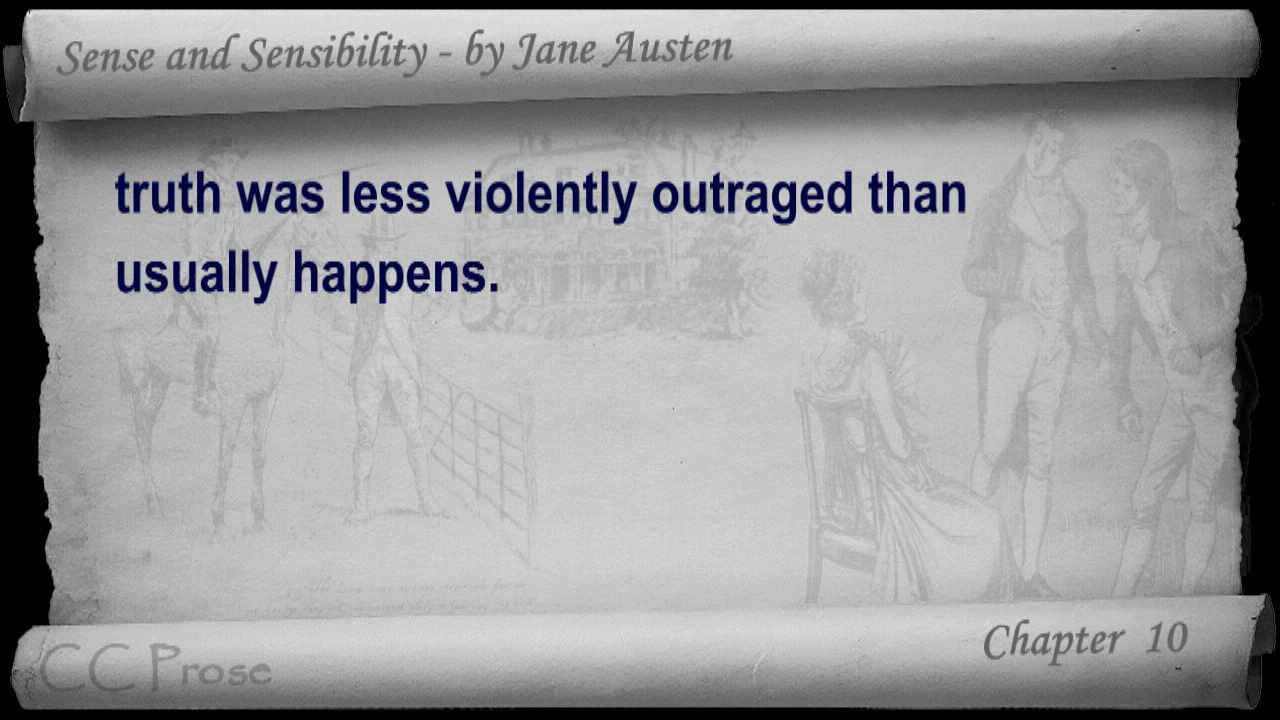 Sense and Sensibility - by Jane Austen
truth was less violently outraged than
usually happens.
Chapter 10
CC Prose